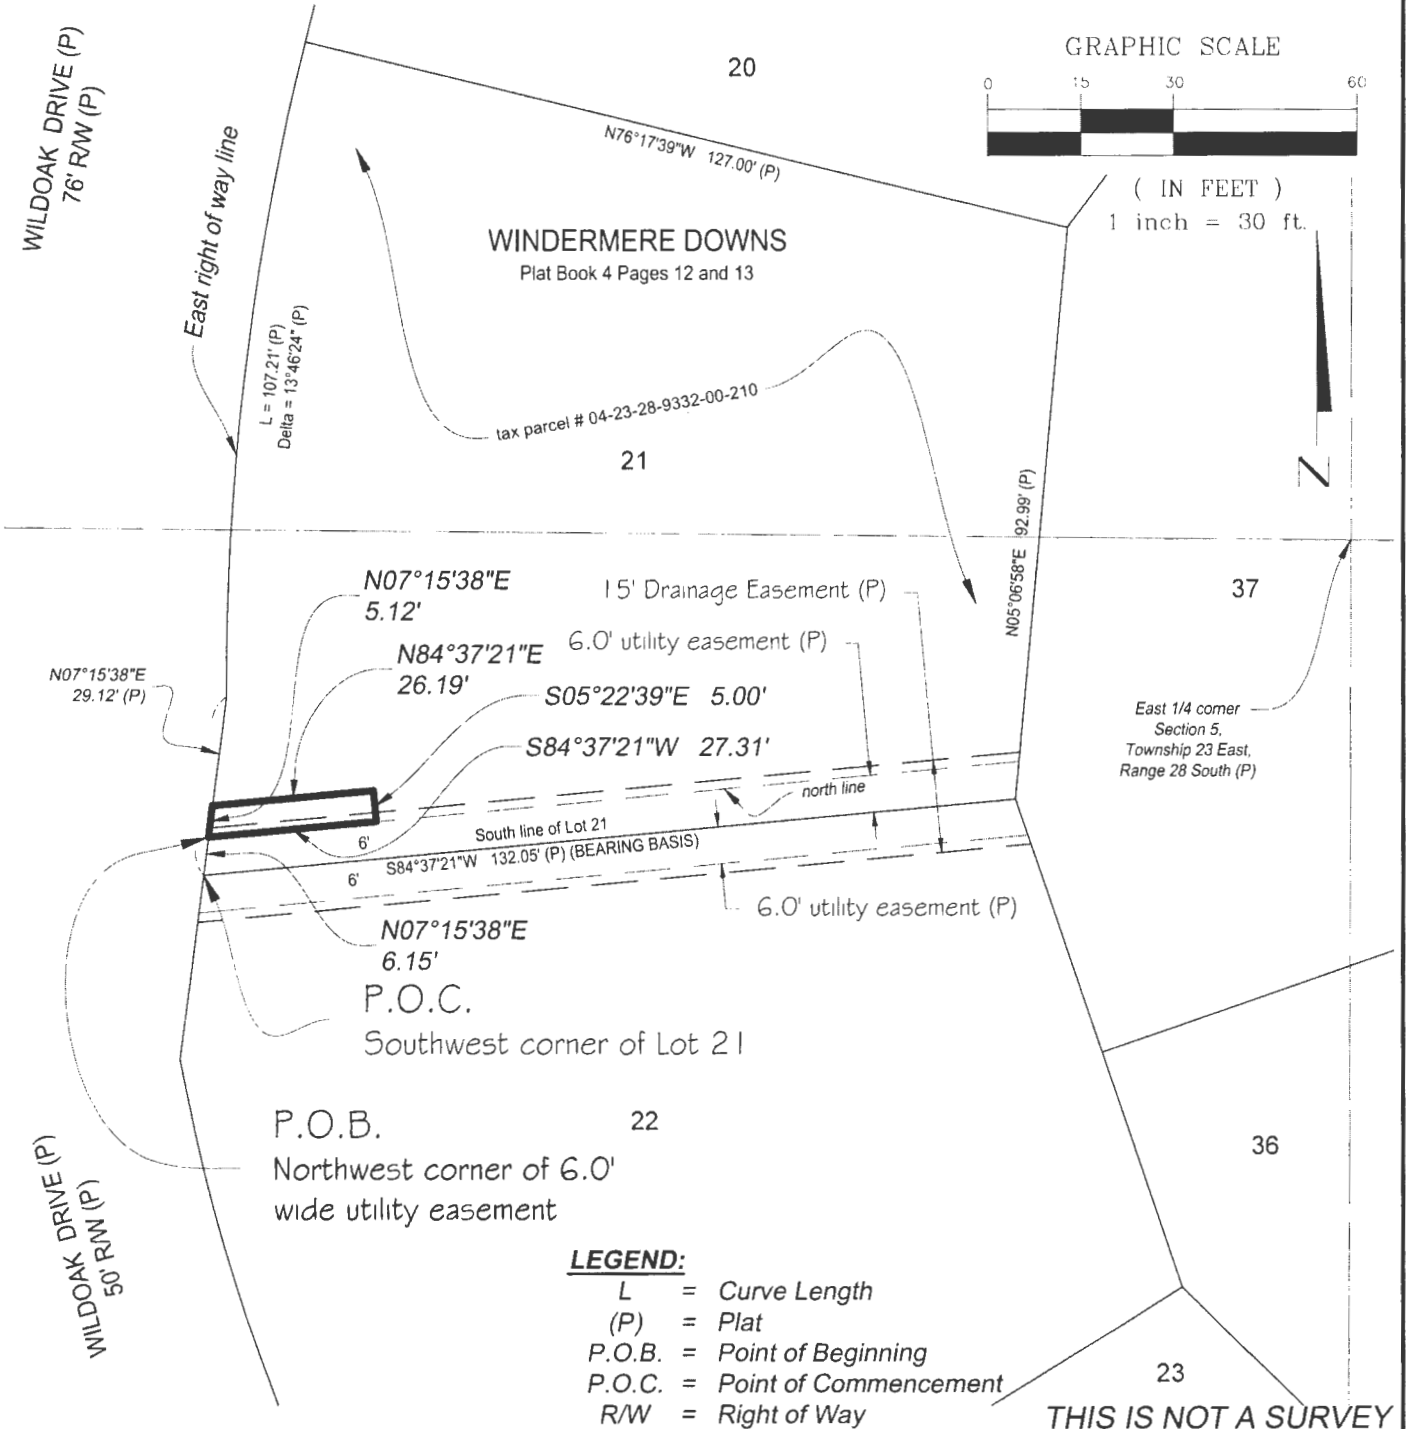 WILDOAK DRIVE (P)
76' R/W (P)
20
GRAPHIC SCALE
0 15 30 60
( IN FEET )
1 inch = 30 ft.
N76°17'39"W 127.00' (P)
East right of way line
WINDERMERE DOWNS
Plat Book 4 Pages 12 and 13
L = 107.21' (P)
Delta = 13°46'24" (P)
tax parcel # 04-23-28-9332-00-210
21
N
N05°06'58"E 92.99' (P)
N07°15'38"E
5.12'
15' Drainage Easement (P)
37
N84°37'21"E
26.19'
6.0' utility easement (P)
N07°15'38"E
29.12' (P)
S05°22'39"E 5.00'
S84°37'21"W 27.31'
East 1/4 corner
Section 5,
Township 23 East,
Range 28 South (P)
north line
South line of Lot 21
6'
S84°37'21"W 132.05' (P) (BEARING BASIS)
6'
6.0' utility easement (P)
N07°15'38"E
6.15'
P.O.C.
Southwest corner of Lot 21
P.O.B.
Northwest corner of 6.0'
wide utility easement
22
36
WILDOAK DRIVE (P)
50' R/W (P)
LEGEND:
L = Curve Length
(P) = Plat
P.O.B. = Point of Beginning
P.O.C. = Point of Commencement
R/W = Right of Way
23
THIS IS NOT A SURVEY